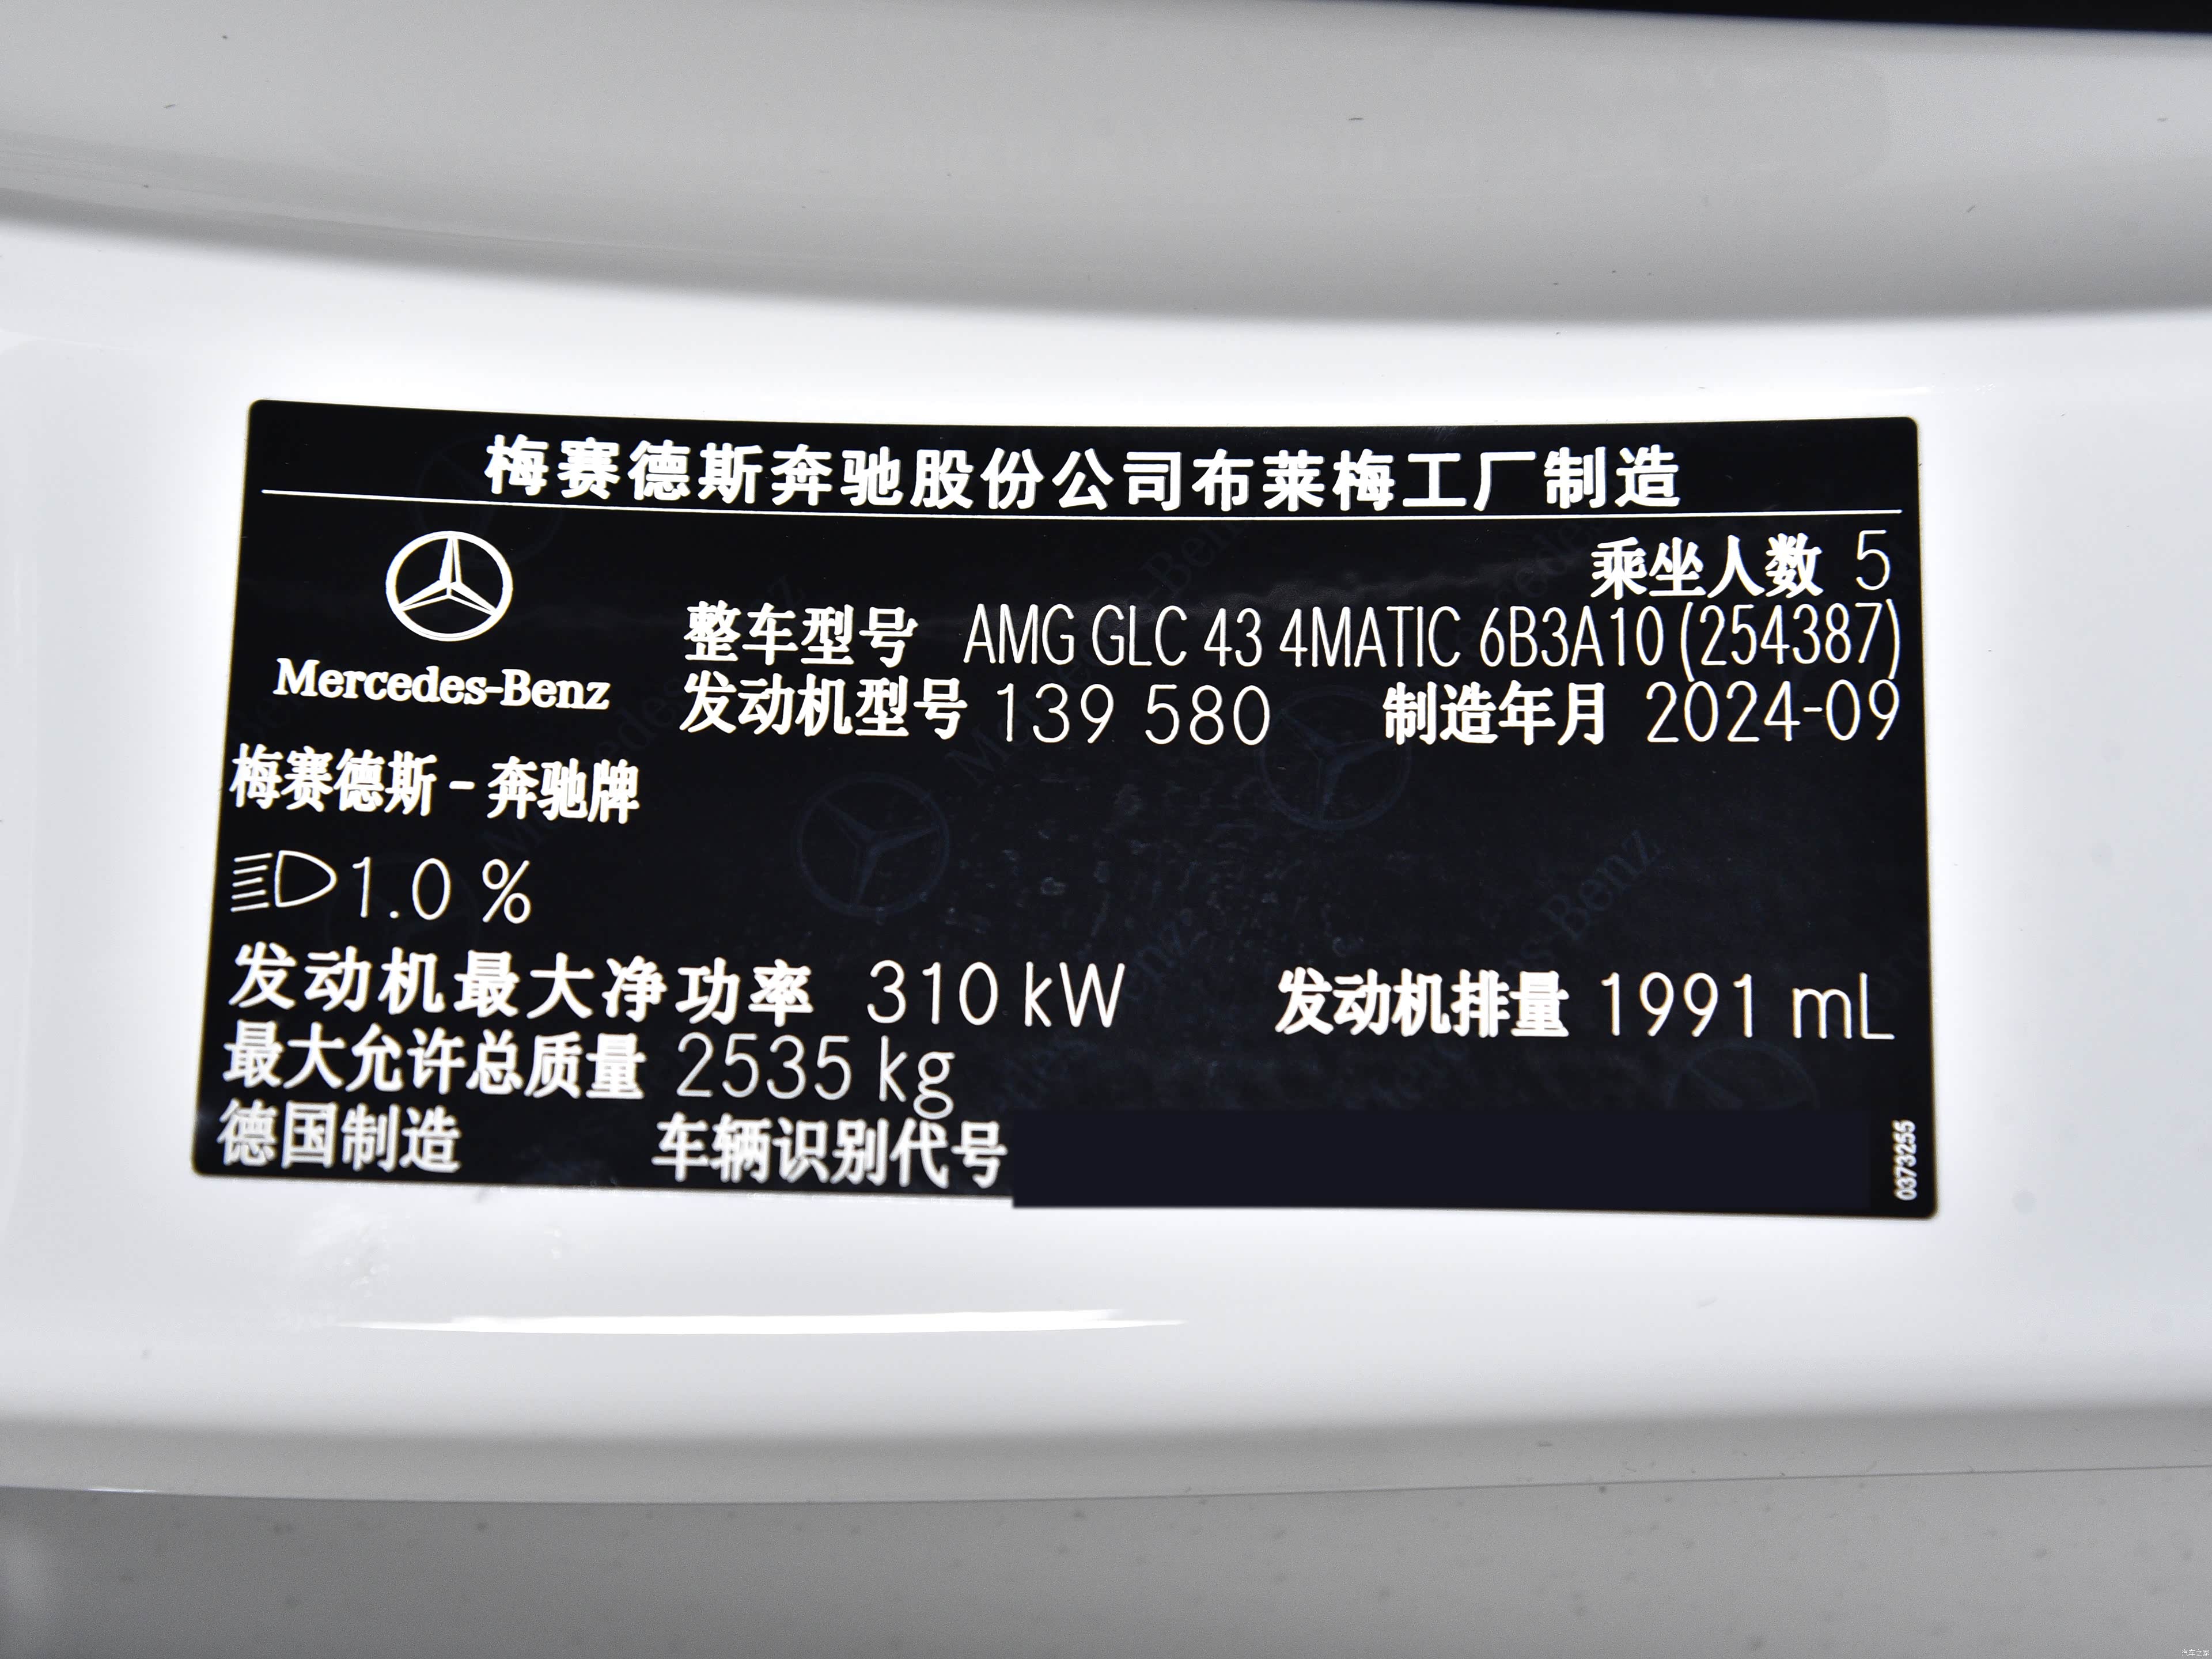 梅赛德斯奔驰股份公司布莱梅工厂制造
乘坐人数 5
整车型号 AMG GLC 43 4MATIC 6B3A10 (254387)
Mercedes-Benz
发动机型号 139 580 制造年月 2024-09
梅赛德斯-奔驰牌
1.0 %
发动机最大净功率 310 kW 发动机排量 1991 mL
最大允许总质量 2535 kg
德国制造 车辆识别代号
0373255
汽车之家